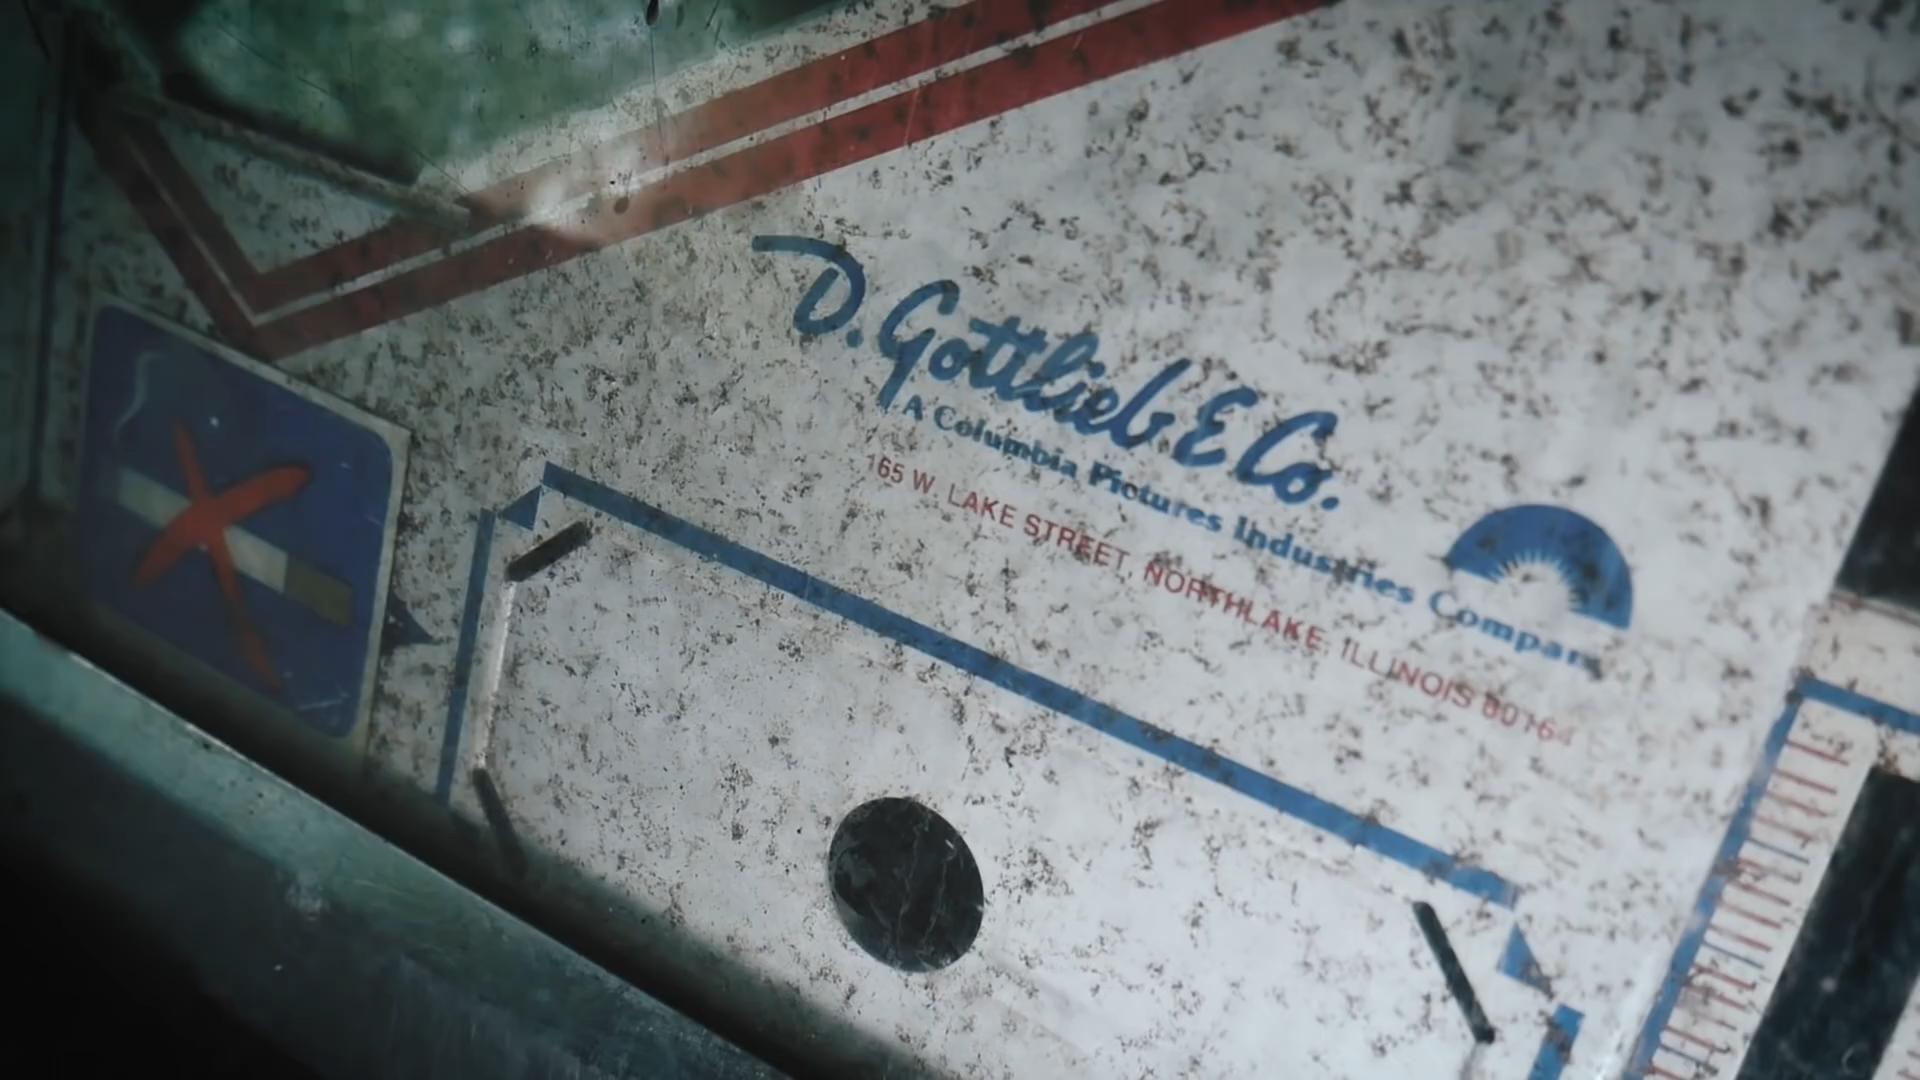 D. Gottlieb & Co.
A Columbia Pictures Industries Company
165 W. LAKE STREET, NORTHLAKE, ILLINOIS 60164